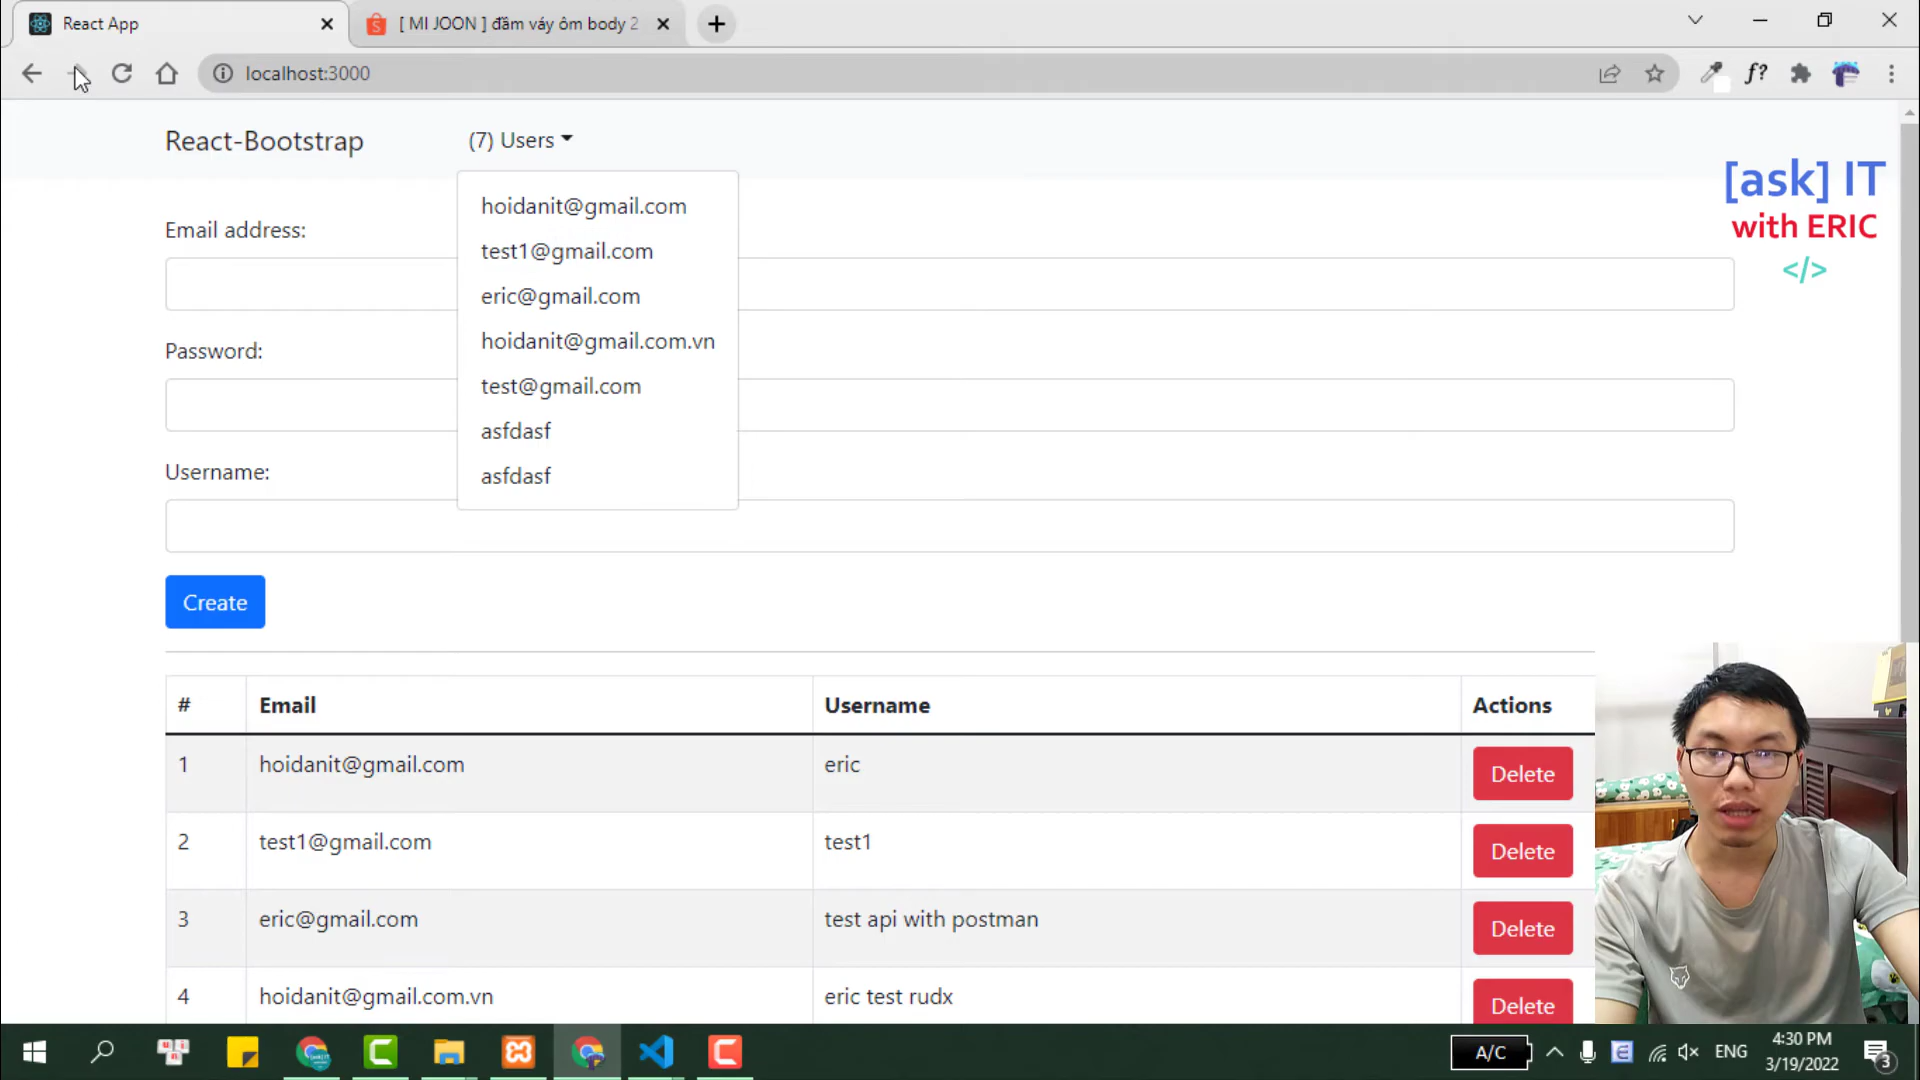 React App
[ MI JOON ] đầm váy ôm body 2
localhost:3000
f?
React-Bootstrap
(7) Users
hoidanit@gmail.com
test1@gmail.com
eric@gmail.com
hoidanit@gmail.com.vn
test@gmail.com
asfdasf
asfdasf
[ask] IT
with ERIC
</>
Email address:
Password:
Username:
Create
# Email Username Actions
1 hoidanit@gmail.com eric Delete
2 test1@gmail.com test1 Delete
3 eric@gmail.com test api with postman Delete
4 hoidanit@gmail.com.vn eric test rudx Delete
A/C
ENG
4:30 PM
3/19/2022
3